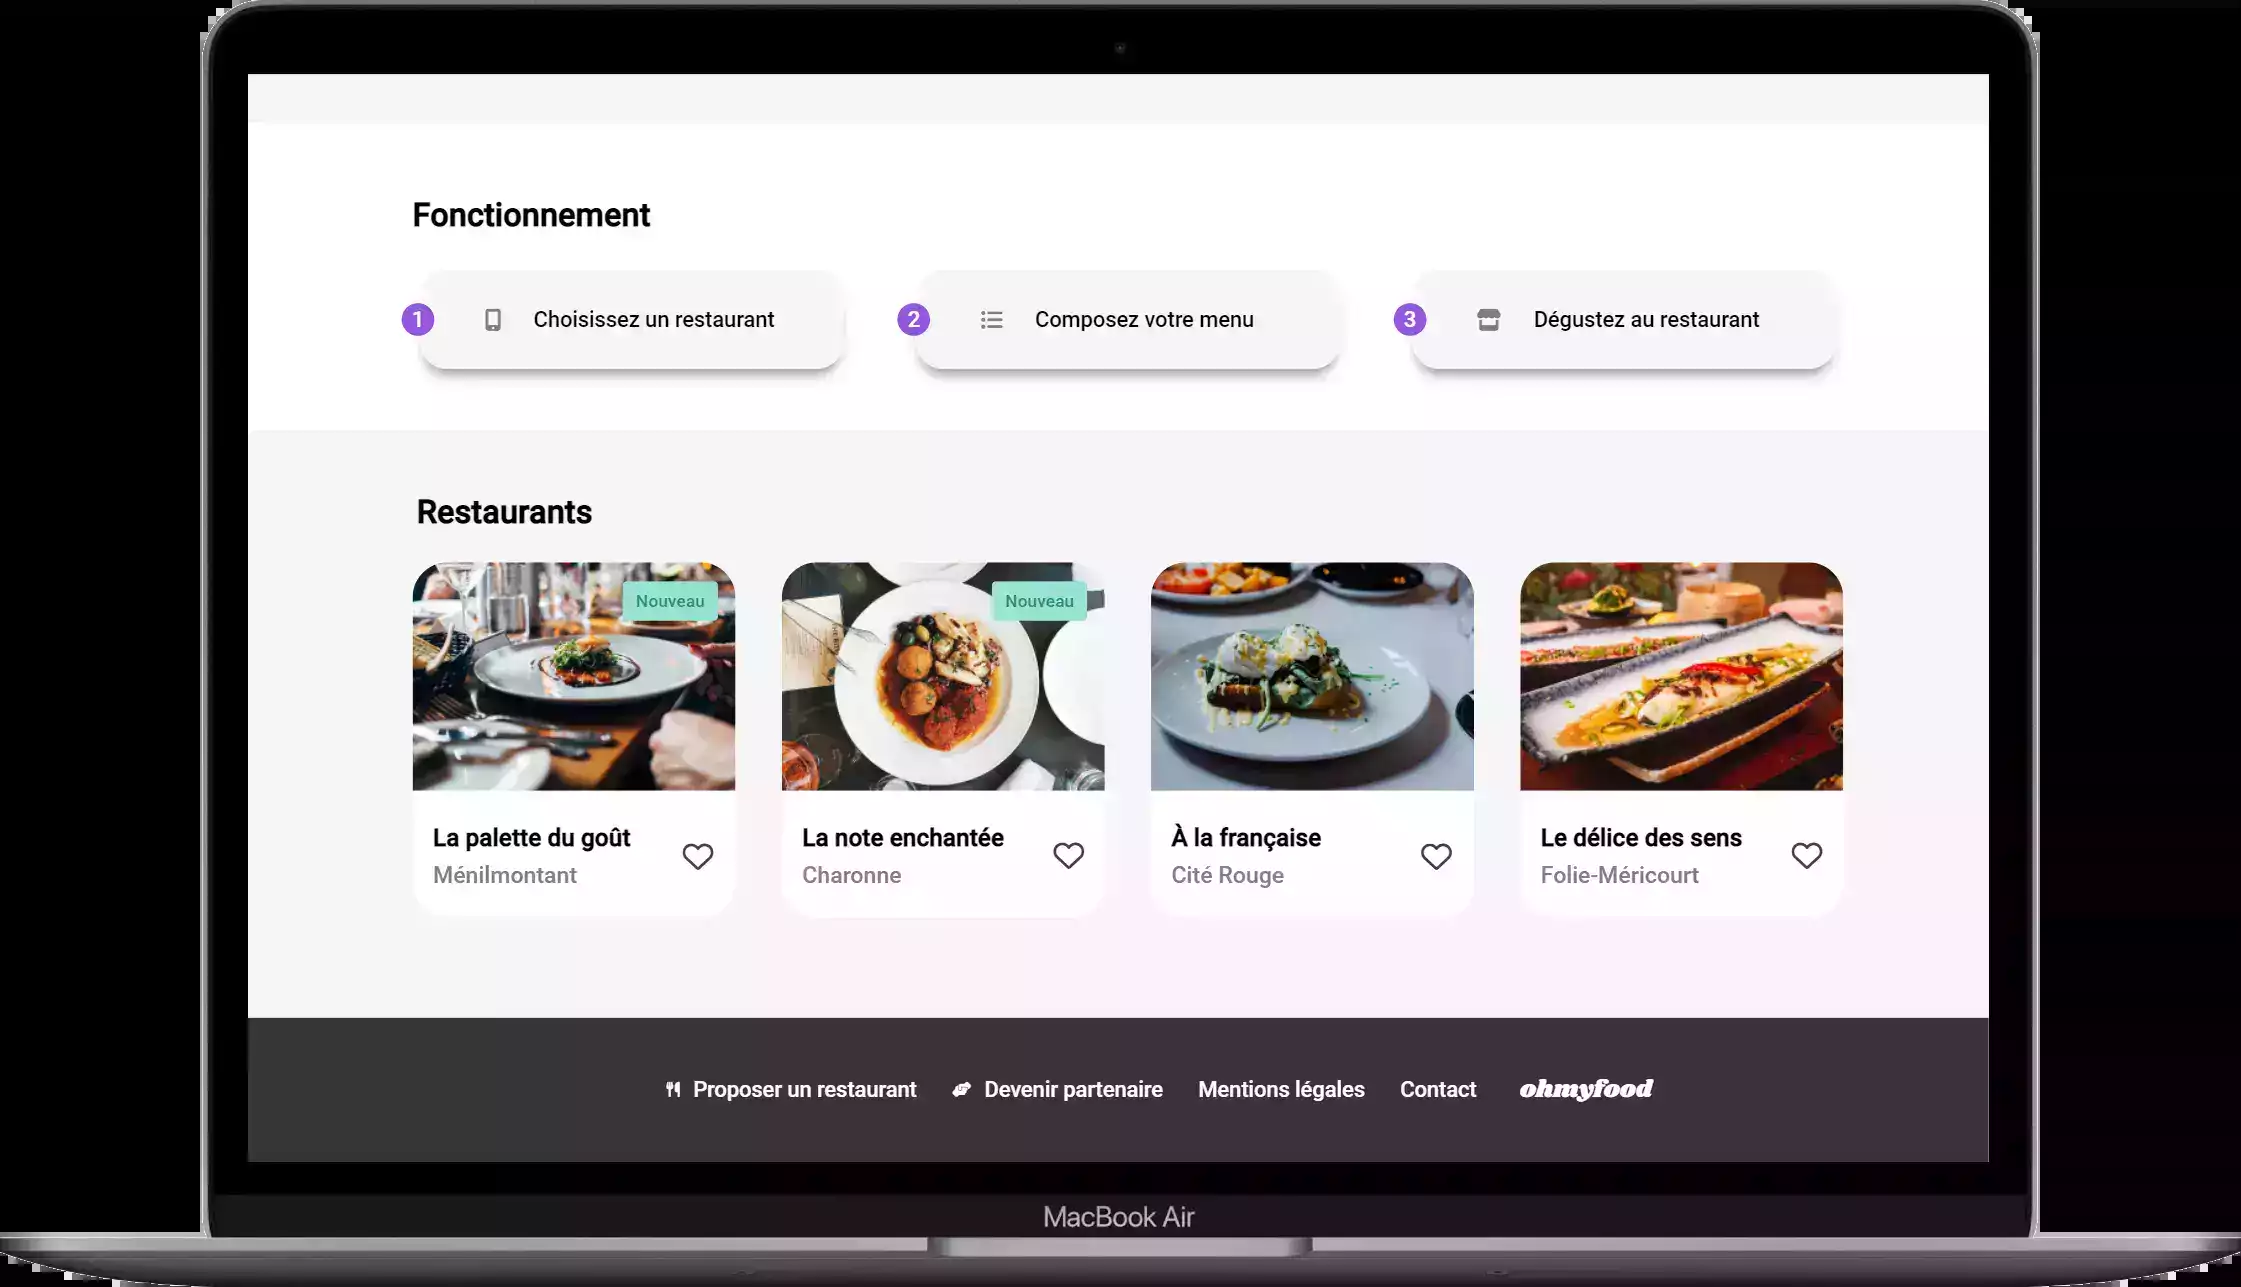 Fonctionnement
1 Choisissez un restaurant
2 Composez votre menu
3 Dégustez au restaurant
Restaurants
Nouveau
Nouveau
La palette du goût
Ménilmontant
La note enchantée
Charonne
À la française
Cité Rouge
Le délice des sens
Folie-Méricourt
Proposer un restaurant Devenir partenaire Mentions légales Contact ohmyfood
MacBook Air